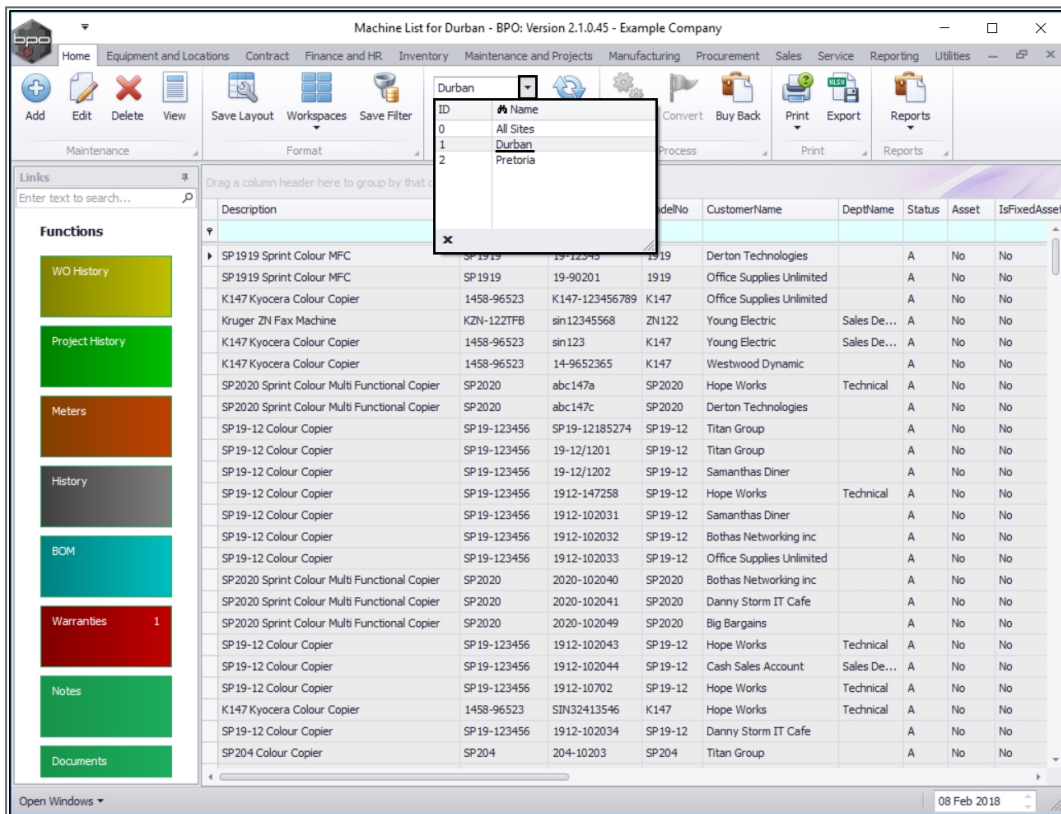 Machine List for Durban - BPO: Version 2.1.0.45 - Example Company
bpo
Home Equipment and Locations Contract Finance and HR Inventory Maintenance and Projects Manufacturing Procurement Sales Service Reporting Utilities
Add Edit Delete View Save Layout Workspaces Save Filter Durban Convert Buy Back Print Export Reports
Maintenance Format Process Print Reports
ID Name
0 All Sites
1 Durban
2 Pretoria
Links
Enter text to search...
Drag a column header here to group by that
Functions
WO History
Project History
Meters
History
BOM
Warranties 1
Notes
Documents
Description CustomerName DeptName Status Asset IsFixedAsset
SP1919 Sprint Colour MFC SP1919 19-12345 1919 Derton Technologies A No No
SP1919 Sprint Colour MFC SP1919 19-90201 1919 Office Supplies Unlimited A No No
K147 Kyocera Colour Copier 1458-96523 K147-123456789 K147 Office Supplies Unlimited A No No
Kruger ZN Fax Machine KZN-122TFB sin12345568 ZN122 Young Electric Sales De... A No No
K147 Kyocera Colour Copier 1458-96523 sin123 K147 Young Electric Sales De... A No No
K147 Kyocera Colour Copier 1458-96523 14-9652365 K147 Westwood Dynamic A No No
SP2020 Sprint Colour Multi Functional Copier SP2020 abc147a SP2020 Hope Works Technical A No No
SP2020 Sprint Colour Multi Functional Copier SP2020 abc147c SP2020 Derton Technologies A No No
SP19-12 Colour Copier SP19-123456 SP19-12185274 SP19-12 Titan Group A No No
SP19-12 Colour Copier SP19-123456 19-12/1201 SP19-12 Titan Group A No No
SP19-12 Colour Copier SP19-123456 19-12/1202 SP19-12 Samanthas Diner A No No
SP19-12 Colour Copier SP19-123456 1912-147258 SP19-12 Hope Works Technical A No No
SP19-12 Colour Copier SP19-123456 1912-102031 SP19-12 Samanthas Diner A No No
SP19-12 Colour Copier SP19-123456 1912-102032 SP19-12 Bothas Networking inc A No No
SP19-12 Colour Copier SP19-123456 1912-102033 SP19-12 Office Supplies Unlimited A No No
SP2020 Sprint Colour Multi Functional Copier SP2020 2020-102040 SP2020 Bothas Networking inc A No No
SP2020 Sprint Colour Multi Functional Copier SP2020 2020-102041 SP2020 Danny Storm IT Cafe A No No
SP2020 Sprint Colour Multi Functional Copier SP2020 2020-102049 SP2020 Big Bargains A No No
SP19-12 Colour Copier SP19-123456 1912-102043 SP19-12 Hope Works Technical A No No
SP19-12 Colour Copier SP19-123456 1912-102044 SP19-12 Cash Sales Account Sales De... A No No
SP19-12 Colour Copier SP19-123456 1912-10702 SP19-12 Hope Works Technical A No No
K147 Kyocera Colour Copier 1458-96523 SIN32413546 K147 Hope Works Technical A No No
SP19-12 Colour Copier SP19-123456 1912-102034 SP19-12 Danny Storm IT Cafe A No No
SP204 Colour Copier SP204 204-10203 SP204 Titan Group A No No
Open Windows 08 Feb 2018